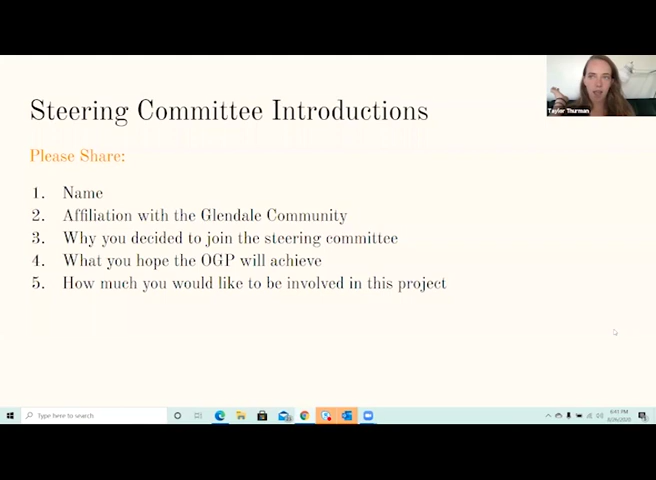 Steering Committee Introductions
Taylor Thurman
Please Share:
1. Name
2. Affiliation with the Glendale Community
3. Why you decided to join the steering committee
4. What you hope the OGP will achieve
5. How much you would like to be involved in this project
Type here to search